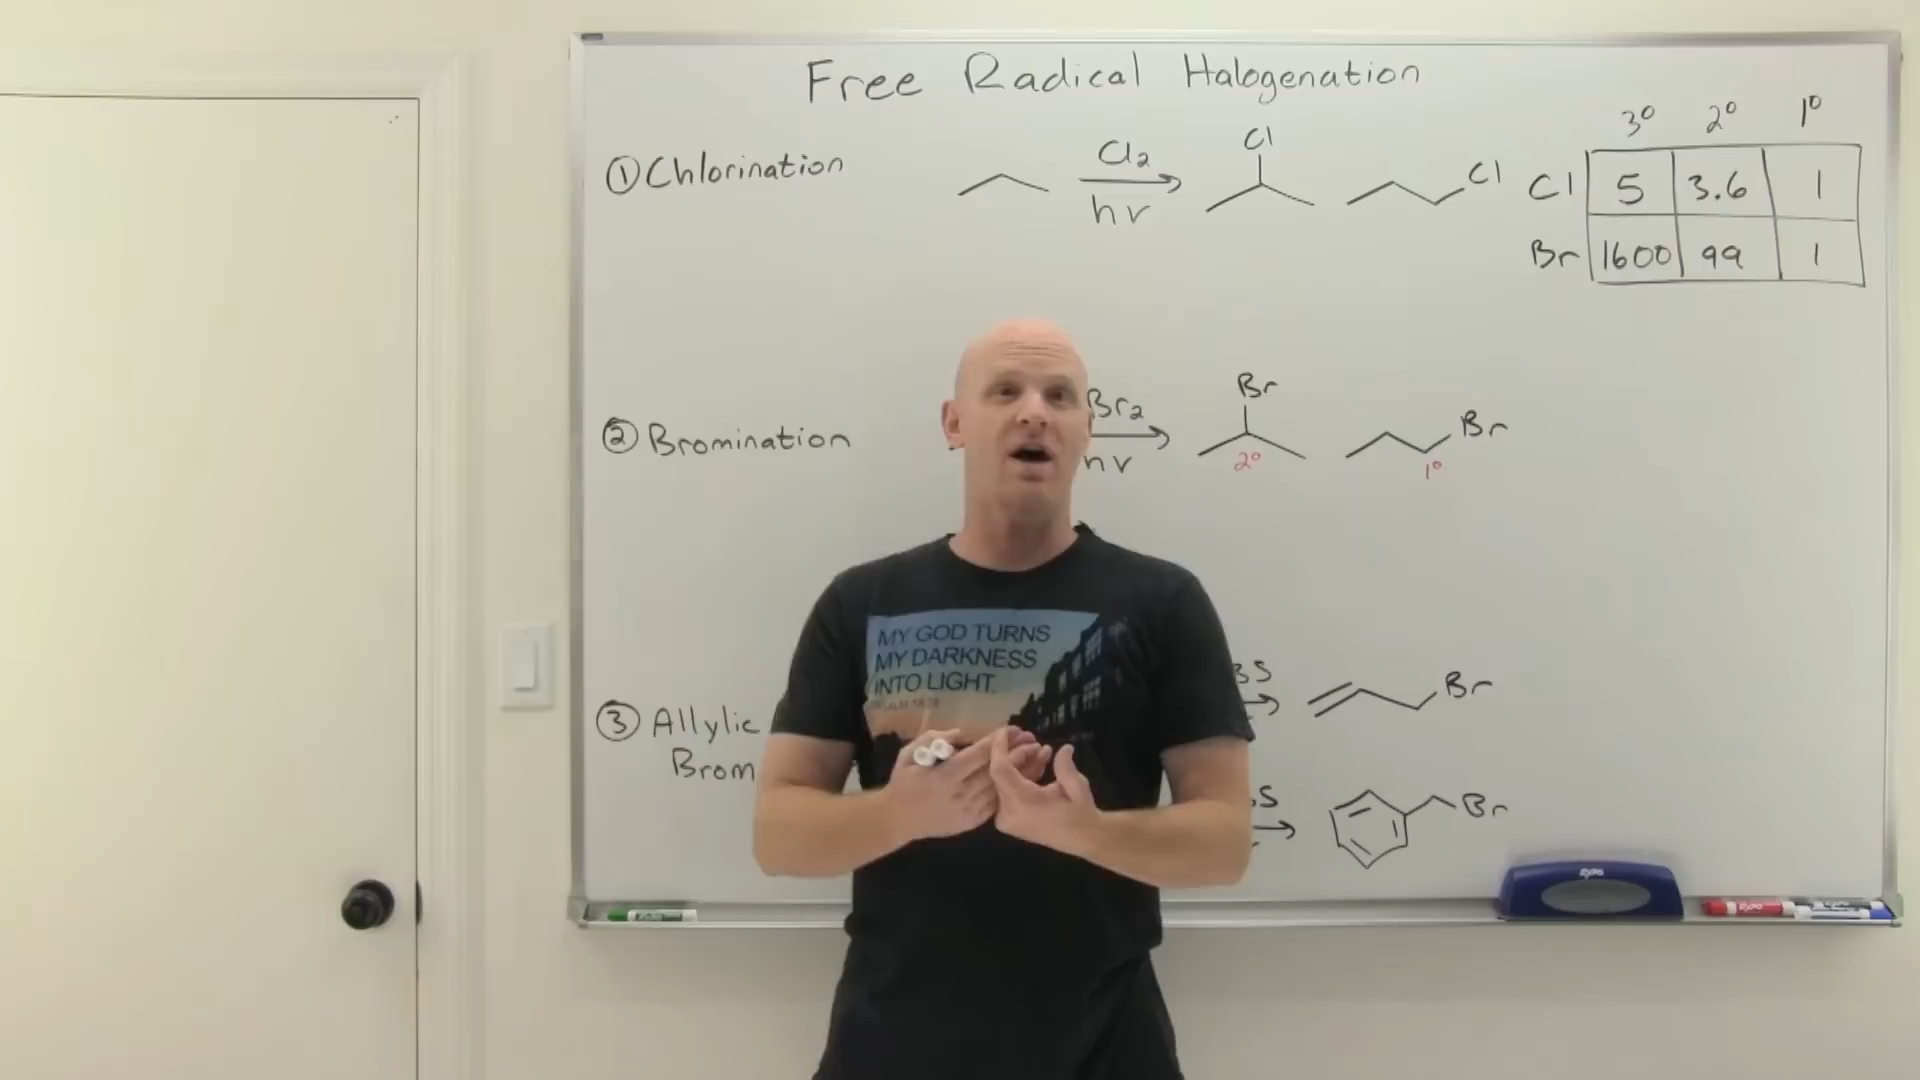 Free Radical Halogenation
3° 2° 1°
① Chlorination
Cl2
hv
Cl
Cl
Cl 5 3.6 1
Br 1600 99 1
② Bromination
Br2
hv
Br
2°
Br
1°
MY GOD TURNS
MY DARKNESS
INTO LIGHT.
③ Allylic
Brom
BS
Br
S
Br
EXPO